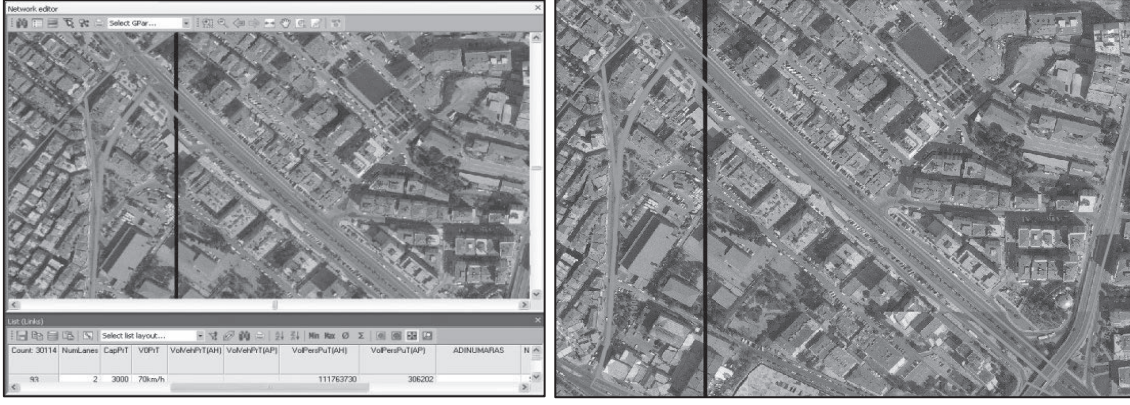 Network editor
Select GPar...
List (Links)
Select list layout... Min Max Ø Σ
Count: 30114 NumLanes CapPrT V0PrT VolVehPrT(AH) VolVehPrT(AP) VolPersPuT(AH) VolPersPuT(AP) ADINUMARAS N
93 2 3000 70km/h 111763730 306202